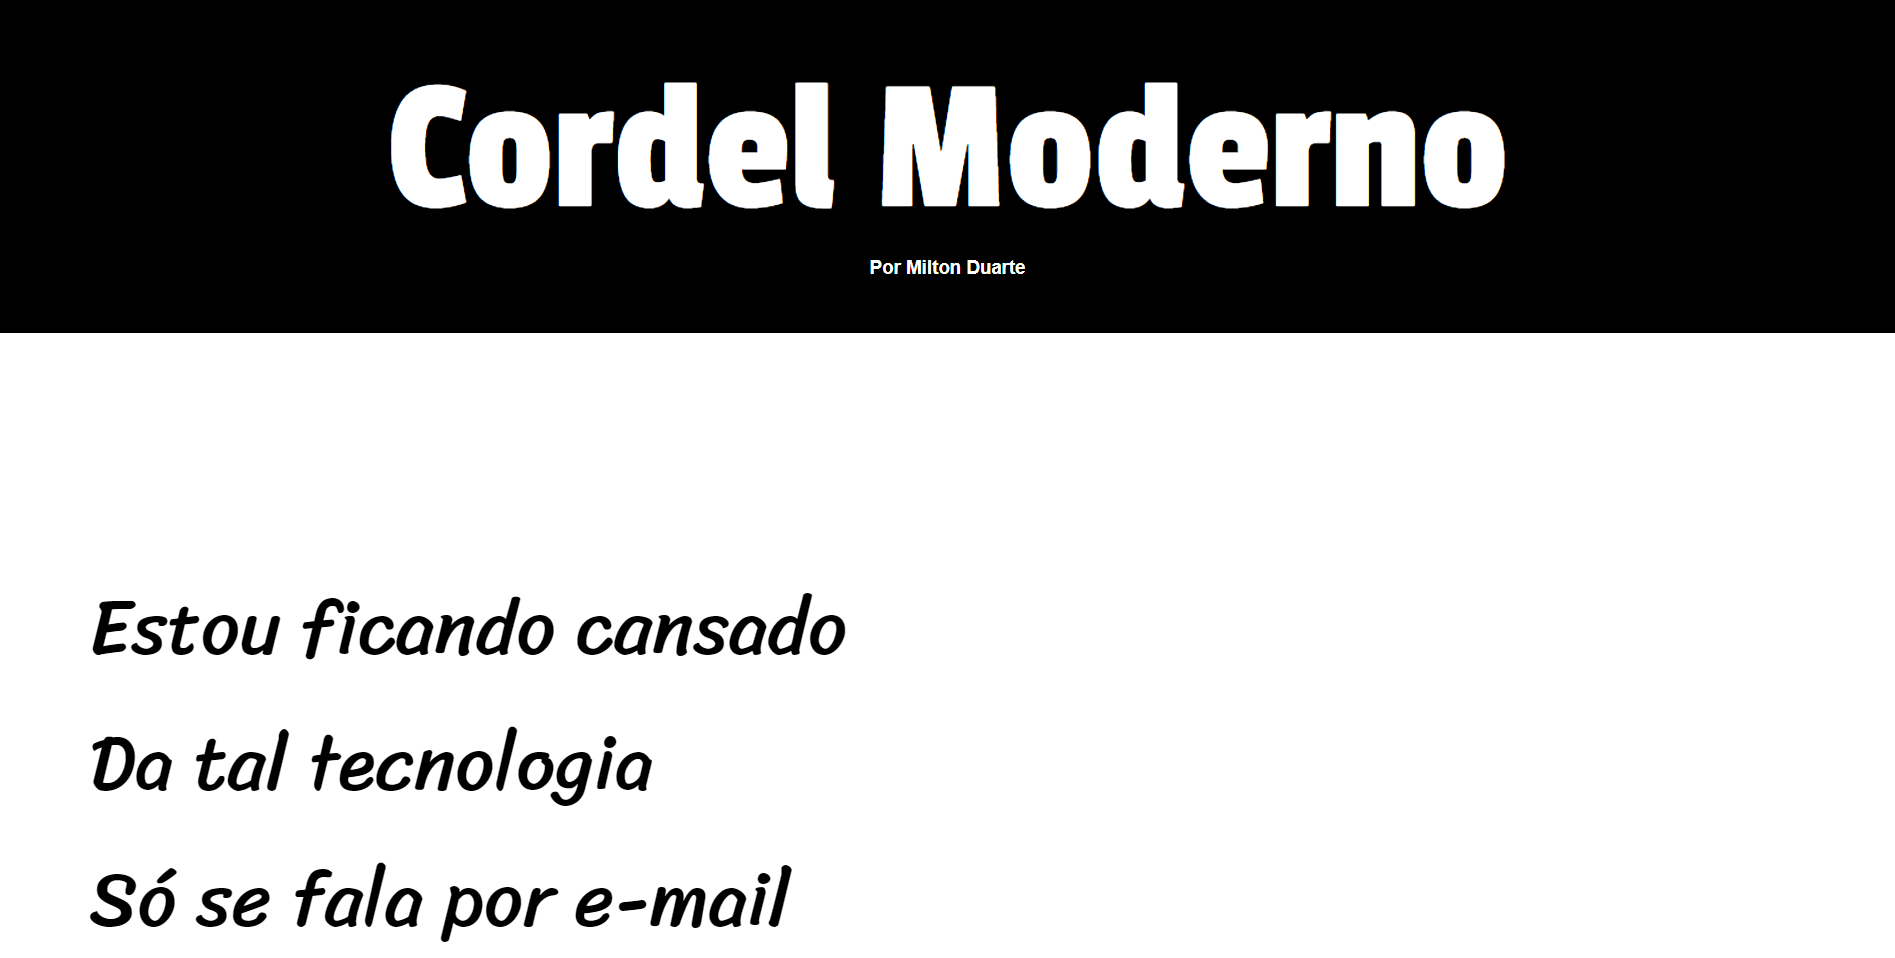 Cordel Moderno
Por Milton Duarte
Estou ficando cansado
Da tal tecnologia
Só se fala por e-mail